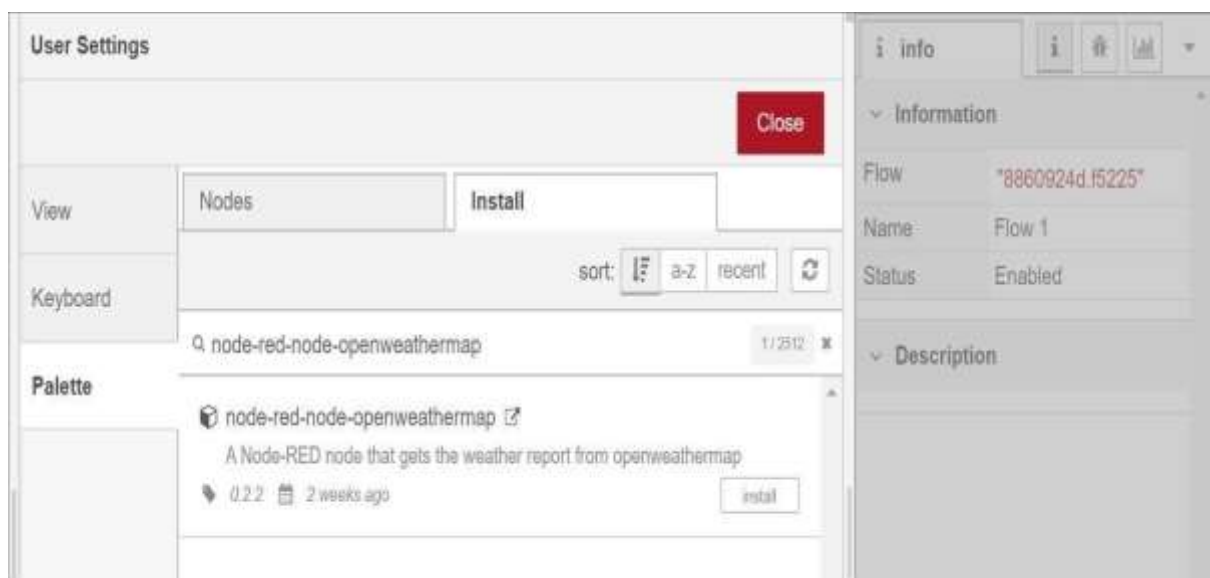 User Settings
Close
View
Keyboard
Palette
Nodes
Install
sort: a-z recent
node-red-node-openweathermap 1 / 2512 x
node-red-node-openweathermap
A Node-RED node that gets the weather report from openweathermap
0.2.2 2 weeks ago
install
i info
Information
Flow "8860924d.f5225"
Name Flow 1
Status Enabled
Description